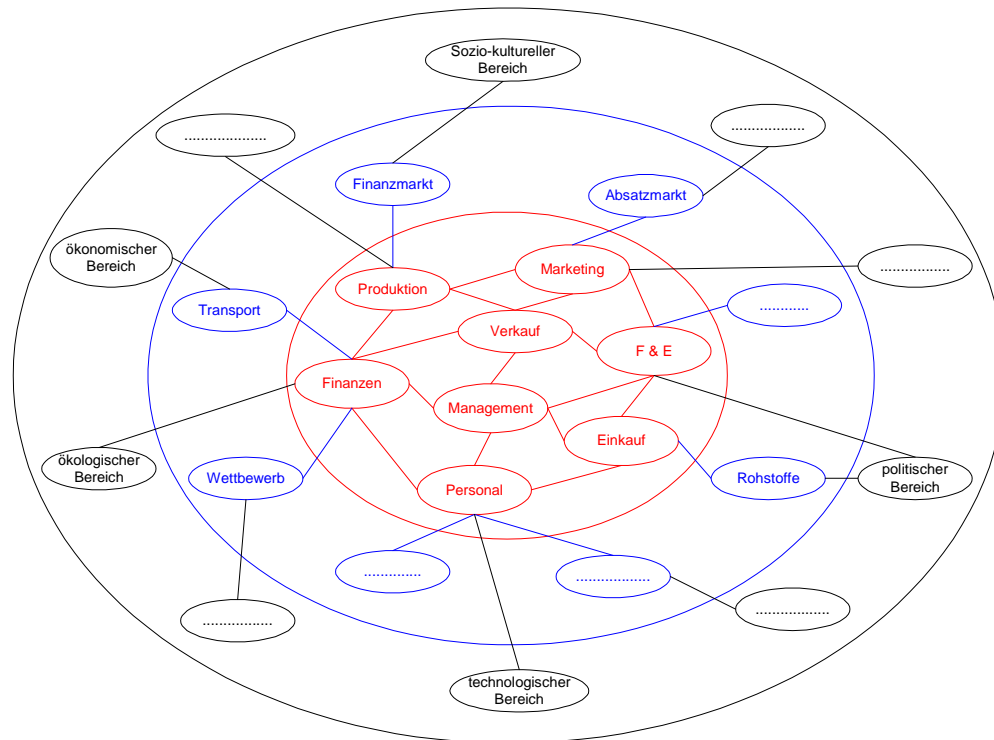 Sozio-kultureller
Bereich
....................
..................
Finanzmarkt
Absatzmarkt
ökonomischer
Bereich
Marketing
.................
Produktion
............
Transport
Verkauf
F & E
Finanzen
Management
Einkauf
ökologischer
Bereich
Wettbewerb
Personal
Rohstoffe
politischer
Bereich
..............
..................
.................
..................
technologischer
Bereich